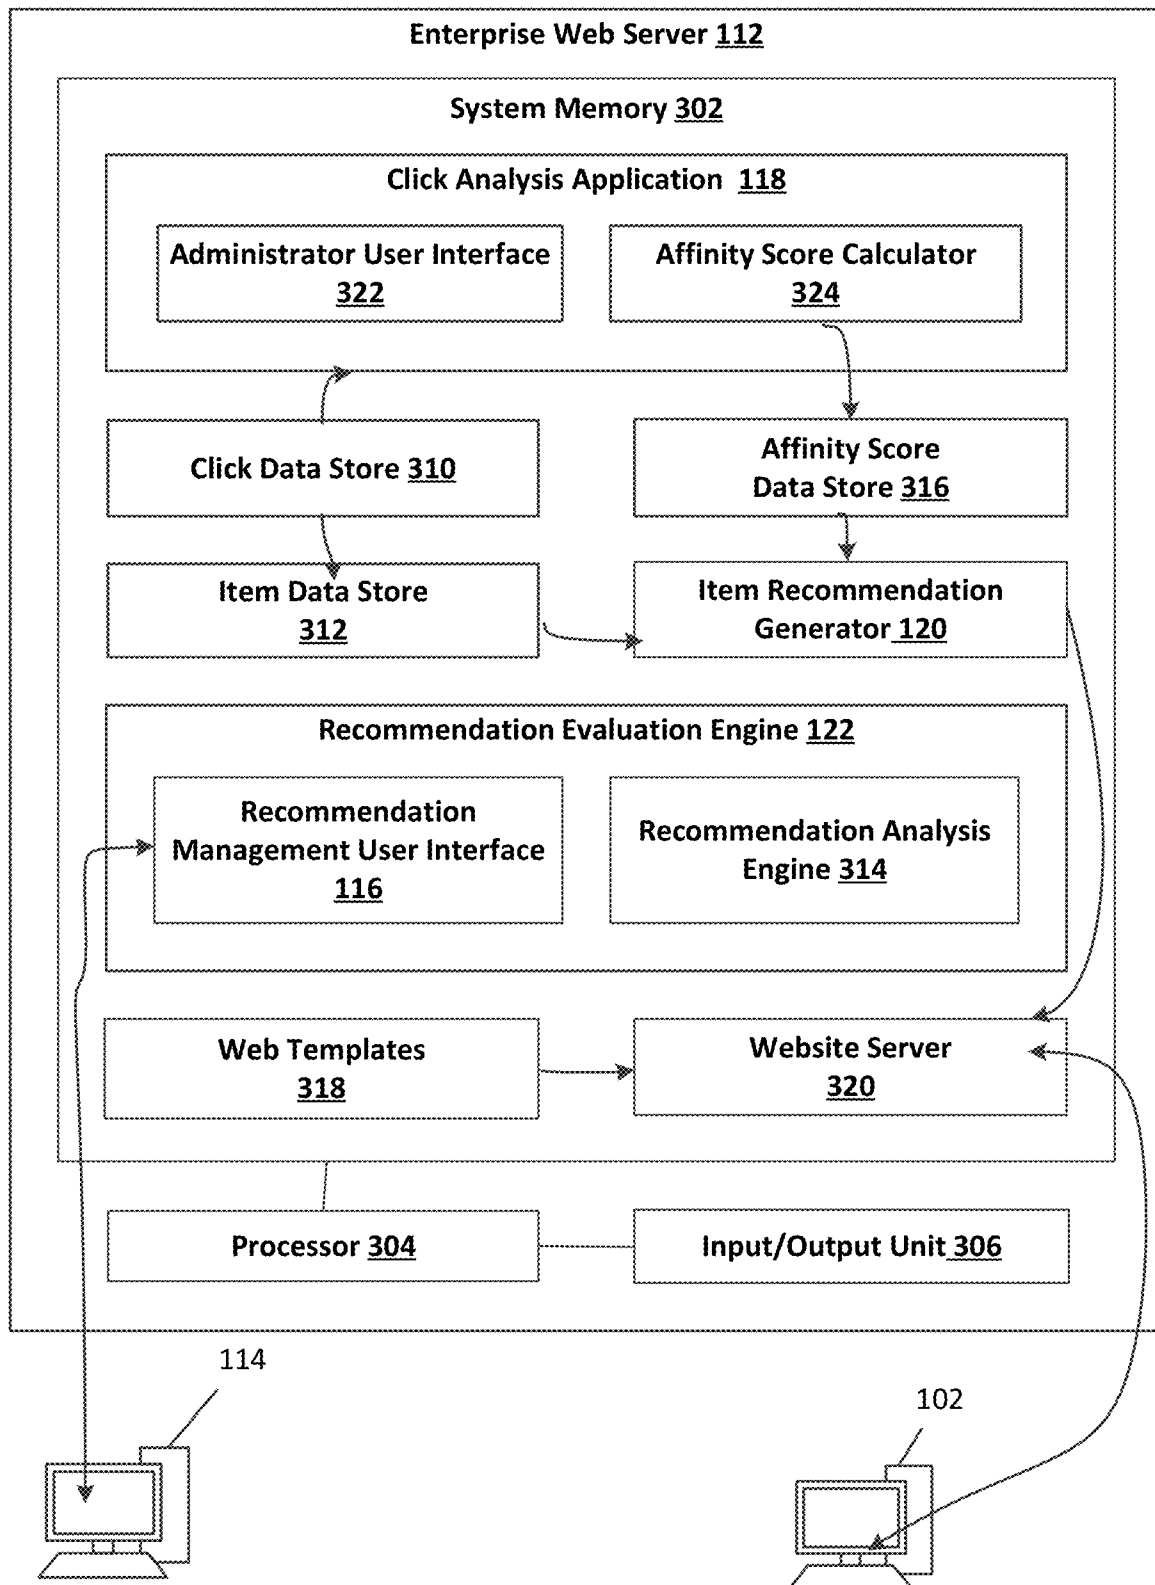 Enterprise Web Server 112
System Memory 302
Click Analysis Application 118
Administrator User Interface
322
Affinity Score Calculator
324
Click Data Store 310
Affinity Score
Data Store 316
Item Data Store
312
Item Recommendation
Generator 120
Recommendation Evaluation Engine 122
Recommendation
Management User Interface
116
Recommendation Analysis
Engine 314
Web Templates
318
Website Server
320
Processor 304
Input/Output Unit 306
114
102